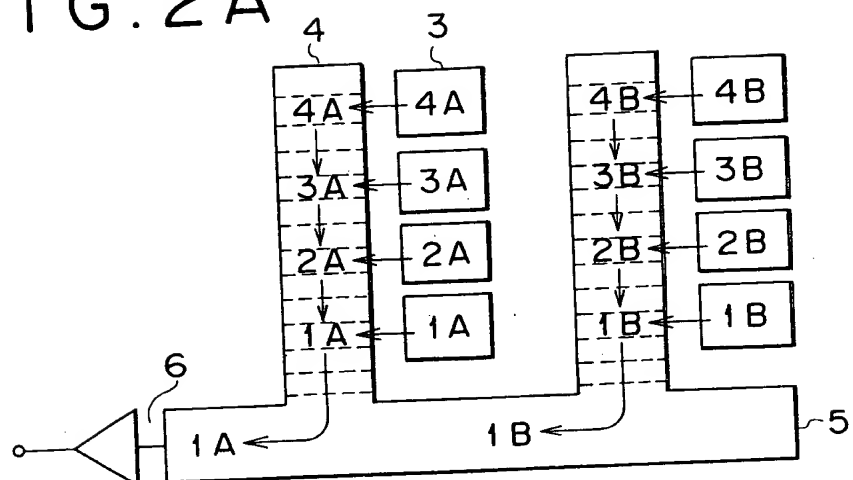 FIG.2A
4 3
4A 4A 4B 4B
3A 3A 3B 3B
2A 2A 2B 2B
1A 1A 1B 1B
6
1A 1B 5